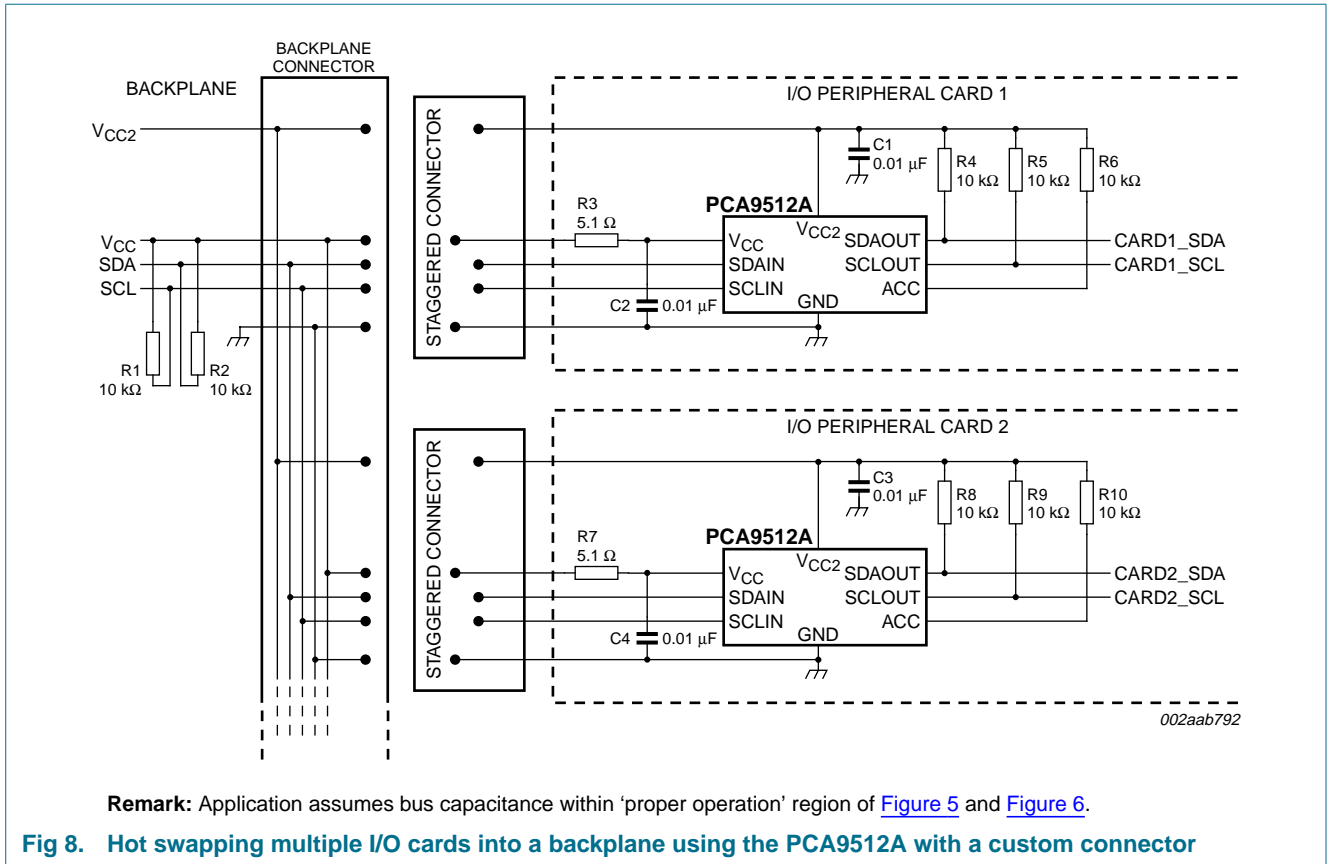 BACKPLANE
CONNECTOR
BACKPLANE
VCC2
VCC
SDA
SCL
R1
10 kΩ
R2
10 kΩ
STAGGERED CONNECTOR
I/O PERIPHERAL CARD 1
R3
5.1 Ω
C2 0.01 μF
PCA9512A
VCC
SDAIN
SCLIN
VCC2
SDAOUT
SCLOUT
ACC
GND
C1
0.01 μF
R4
10 kΩ
R5
10 kΩ
R6
10 kΩ
CARD1_SDA
CARD1_SCL
STAGGERED CONNECTOR
I/O PERIPHERAL CARD 2
R7
5.1 Ω
C4 0.01 μF
PCA9512A
VCC
SDAIN
SCLIN
VCC2
SDAOUT
SCLOUT
ACC
GND
C3
0.01 μF
R8
10 kΩ
R9
10 kΩ
R10
10 kΩ
CARD2_SDA
CARD2_SCL
002aab792
Remark: Application assumes bus capacitance within ‘proper operation’ region of Figure 5 and Figure 6.
Fig 8. Hot swapping multiple I/O cards into a backplane using the PCA9512A with a custom connector